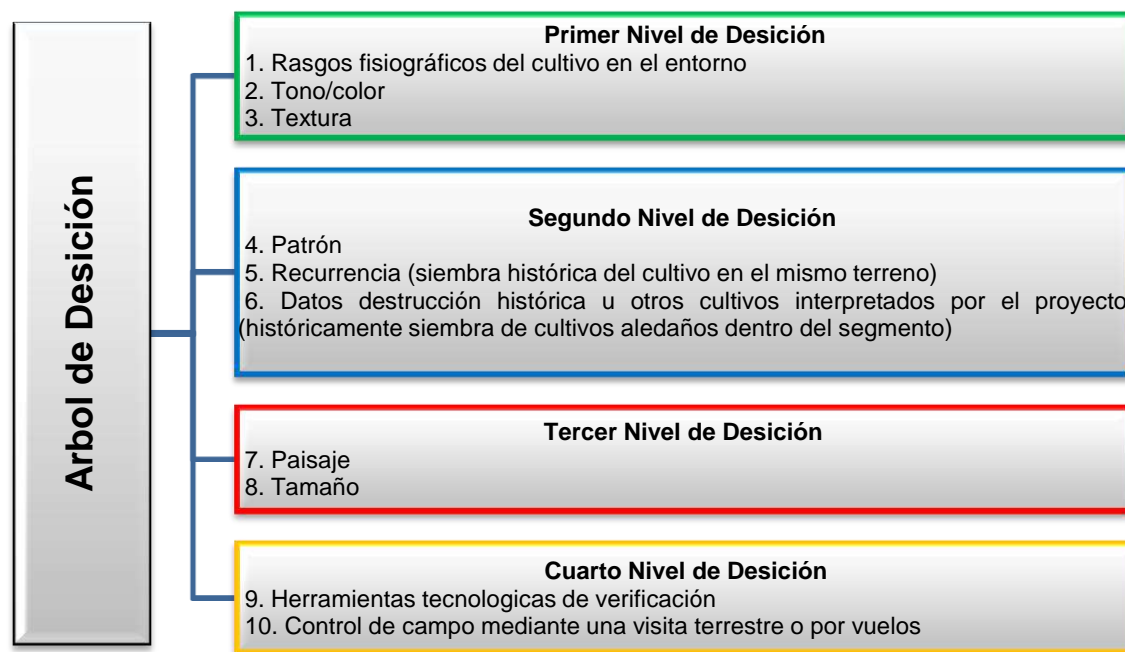 Arbol de Desición
Primer Nivel de Desición
1. Rasgos fisiográficos del cultivo en el entorno
2. Tono/color
3. Textura
Segundo Nivel de Desición
4. Patrón
5. Recurrencia (siembra histórica del cultivo en el mismo terreno)
6. Datos destrucción histórica u otros cultivos interpretados por el proyecto
(históricamente siembra de cultivos aledaños dentro del segmento)
Tercer Nivel de Desición
7. Paisaje
8. Tamaño
Cuarto Nivel de Desición
9. Herramientas tecnologicas de verificación
10. Control de campo mediante una visita terrestre o por vuelos